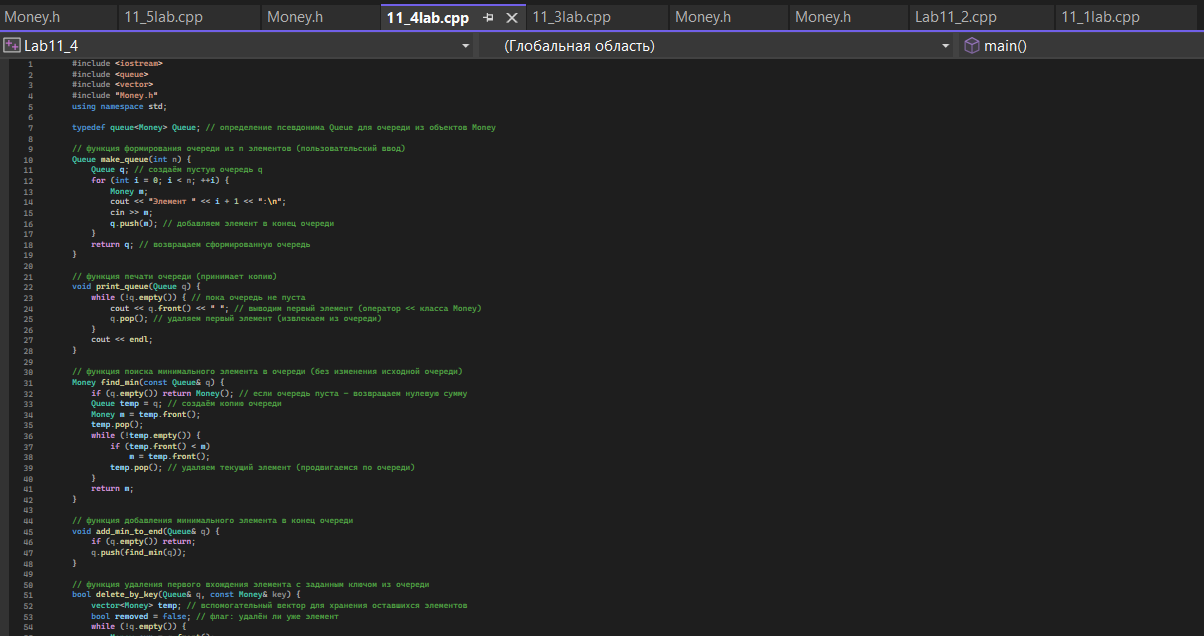 Money.h 11_5lab.cpp Money.h 11_4lab.cpp 11_3lab.cpp Money.h Money.h Lab11_2.cpp 11_1lab.cpp
Lab11_4 (Глобальная область) main()
1 #include <iostream>
2 #include <queue>
3 #include <vector>
4 #include "Money.h"
5 using namespace std;
6
7 typedef queue<Money> Queue; // определение псевдонима Queue для очереди из объектов Money
8
9 // функция формирования очереди из n элементов (пользовательский ввод)
10 Queue make_queue(int n) {
11 Queue q; // создаём пустую очередь q
12 for (int i = 0; i < n; ++i) {
13 Money m;
14 cout << "Элемент " << i + 1 << ":\n";
15 cin >> m;
16 q.push(m); // добавляем элемент в конец очереди
17 }
18 return q; // возвращаем сформированную очередь
19 }
20
21 // функция печати очереди (принимает копию)
22 void print_queue(Queue q) {
23 while (!q.empty()) { // пока очередь не пуста
24 cout << q.front() << " "; // выводим первый элемент (оператор << класса Money)
25 q.pop(); // удаляем первый элемент (извлекаем из очереди)
26 }
27 cout << endl;
28 }
29
30 // функция поиска минимального элемента в очереди (без изменения исходной очереди)
31 Money find_min(const Queue& q) {
32 if (q.empty()) return Money(); // если очередь пуста – возвращаем нулевую сумму
33 Queue temp = q; // создаём копию очереди
34 Money m = temp.front();
35 temp.pop();
36 while (!temp.empty()) {
37 if (temp.front() < m)
38 m = temp.front();
39 temp.pop(); // удаляем текущий элемент (продвигаемся по очереди)
40 }
41 return m;
42 }
43
44 // функция добавления минимального элемента в конец очереди
45 void add_min_to_end(Queue& q) {
46 if (q.empty()) return;
47 q.push(find_min(q));
48 }
49
50 // функция удаления первого вхождения элемента с заданным ключом из очереди
51 bool delete_by_key(Queue& q, const Money& key) {
52 vector<Money> temp; // вспомогательный вектор для хранения оставшихся элементов
53 bool removed = false; // флаг: удалён ли уже элемент
54 while (!q.empty()) {